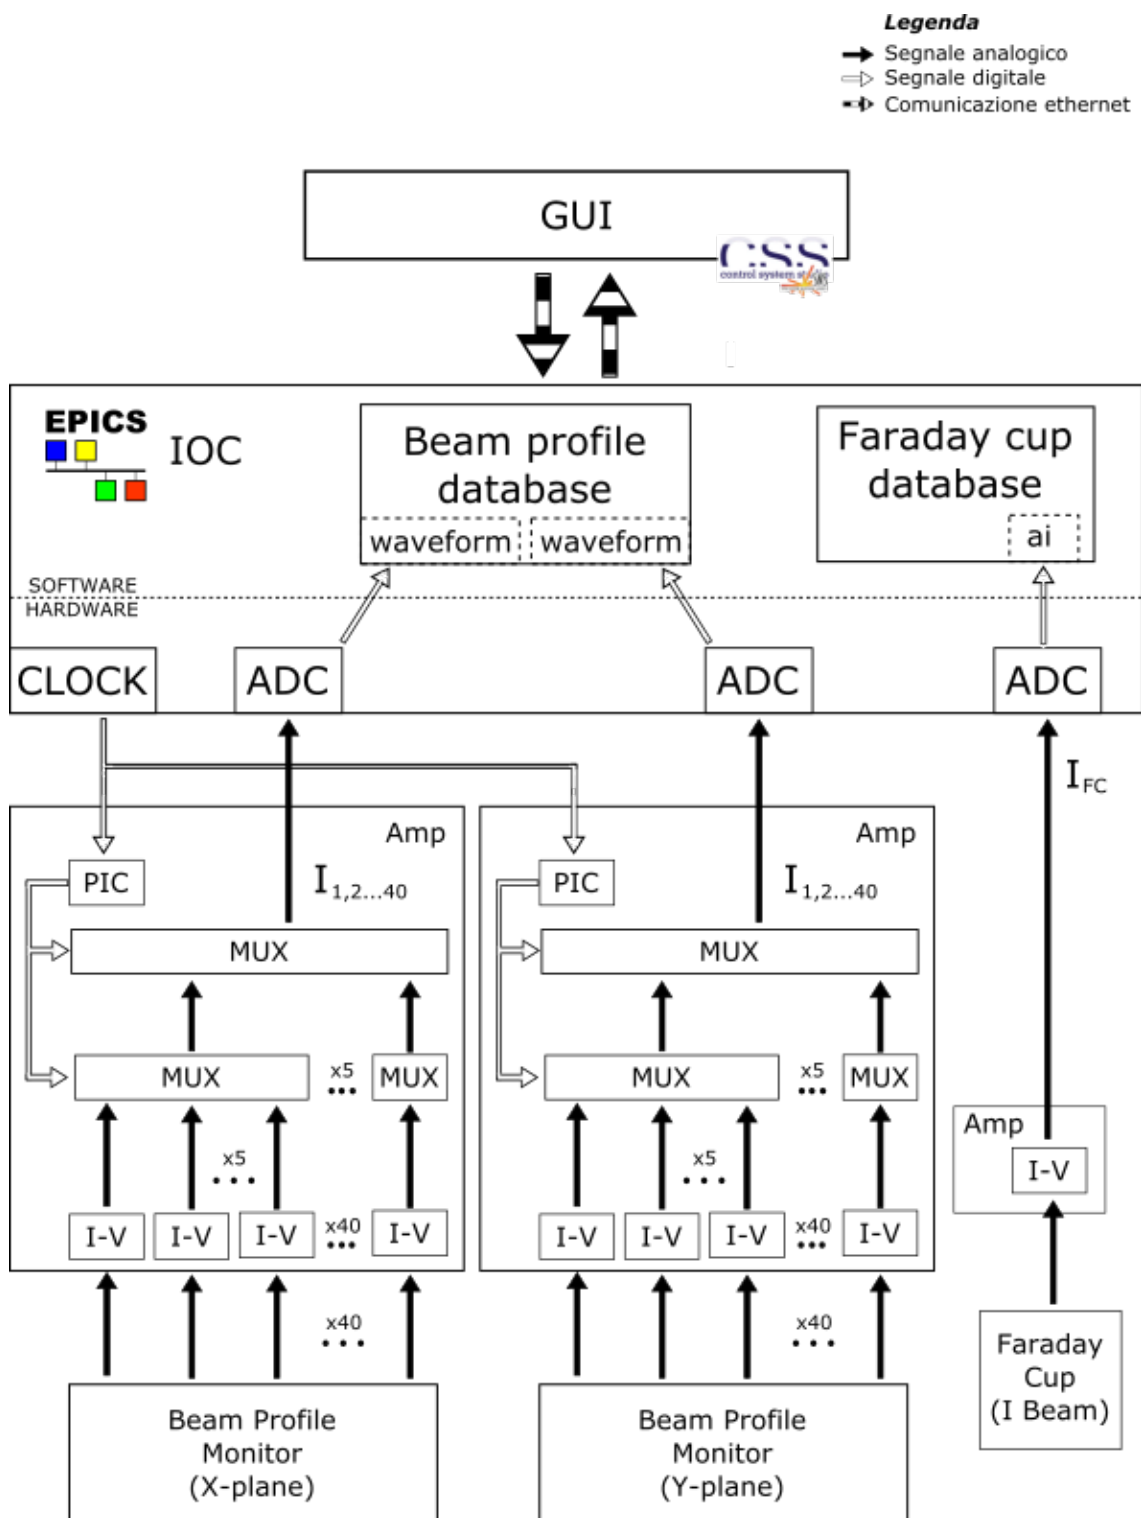 Legenda
Segnale analogico
Segnale digitale
Comunicazione ethernet
GUI
CSS
EPICS
IOC
Beam profile
database
waveform waveform
Faraday cup
database
ai
SOFTWARE
HARDWARE
CLOCK ADC ADC ADC
I FC
Amp Amp
PIC PIC
I 1,2...40 I 1,2...40
MUX MUX
x5 x5
MUX MUX MUX MUX
Amp
x5 x5
I-V
I-V I-V I-V x40 I-V I-V I-V I-V x40 I-V
x40 x40
Faraday
Cup
(I Beam)
Beam Profile
Monitor
(X-plane)
Beam Profile
Monitor
(Y-plane)